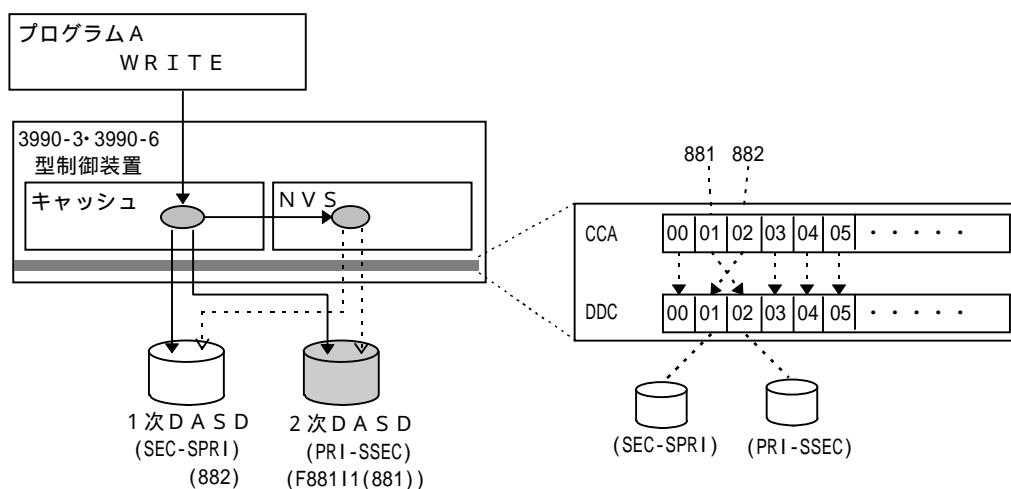 プログラムA
WRITE
3990-3・3990-6
型制御装置
キャッシュ
NVS
1次DASD
(SEC-SPRI)
(882)
2次DASD
(PRI-SSEC)
(F881I1(881))
881 882
CCA 00 01 02 03 04 05 ・・・・・
DDC 00 01 02 03 04 05 ・・・・・
(SEC-SPRI) (PRI-SSEC)